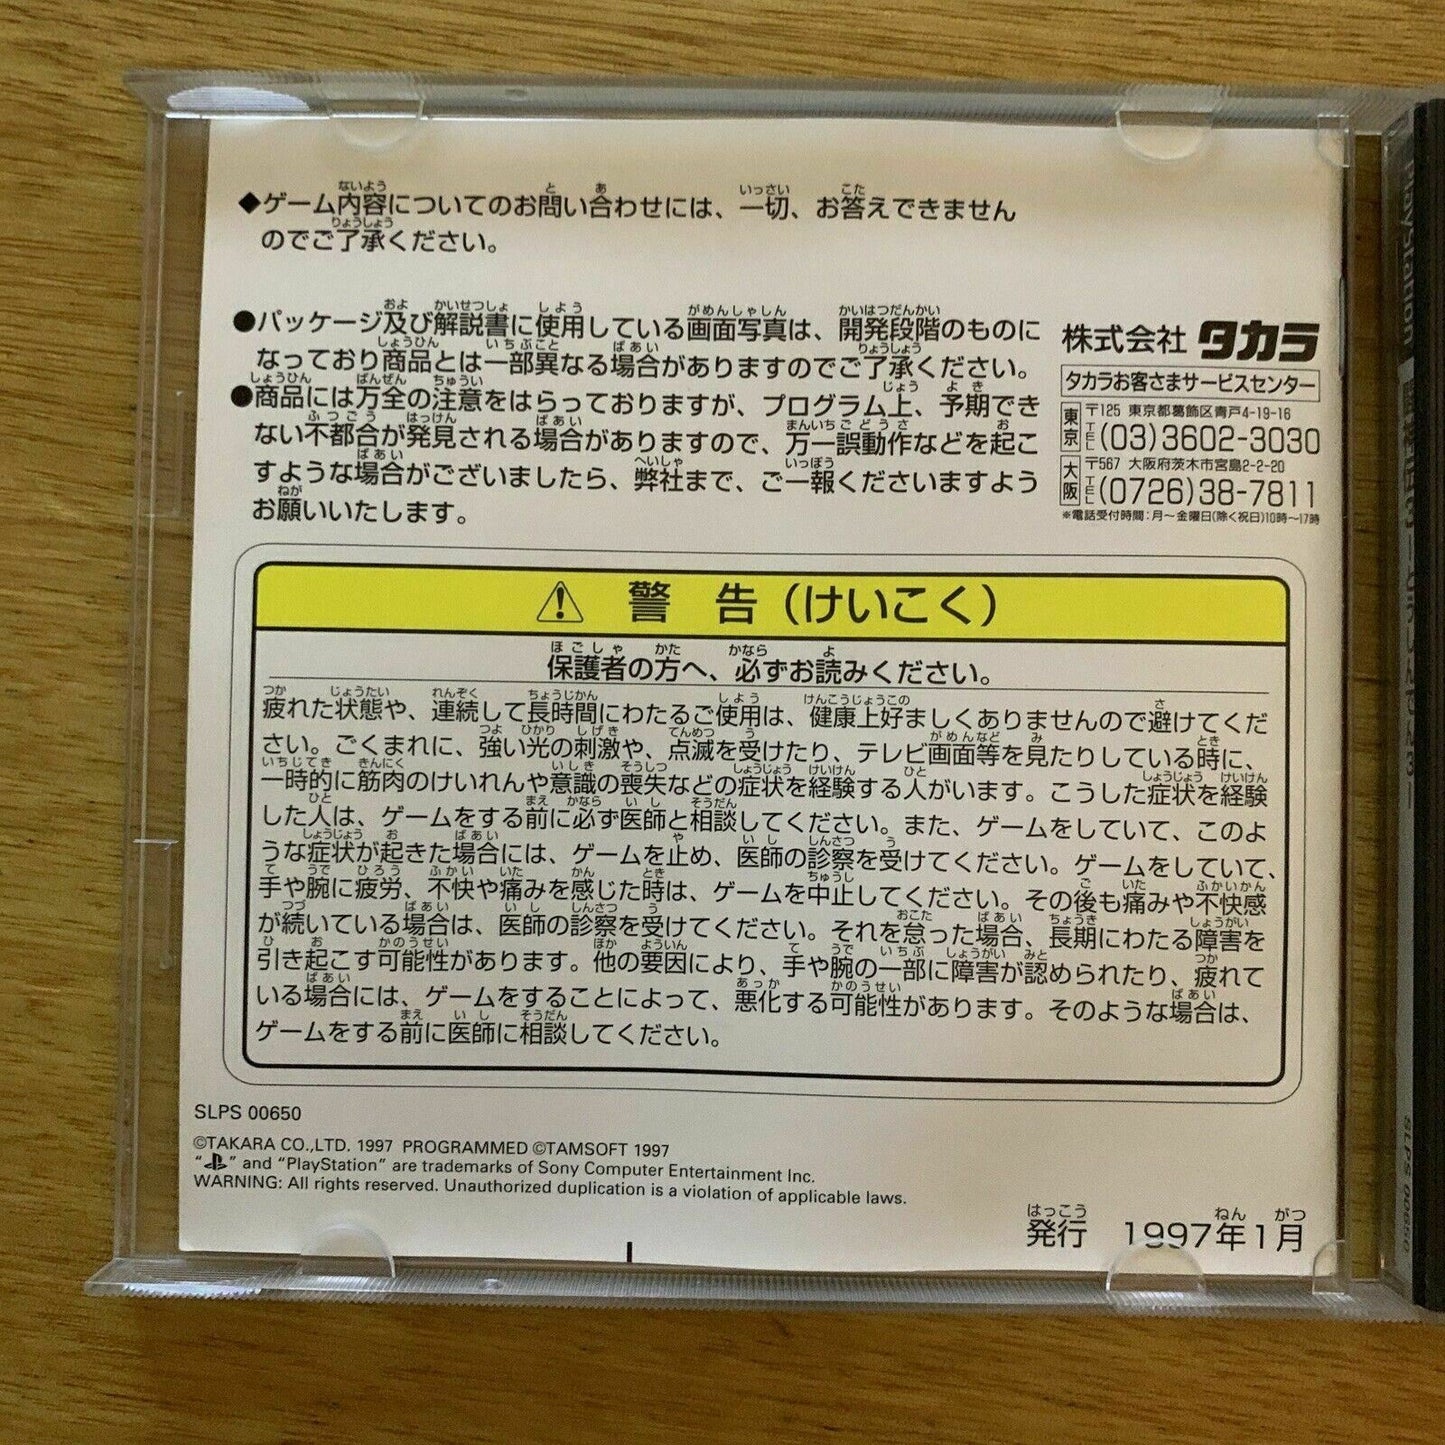 ◆ゲーム内容についてのお問い合わせには、一切、お答えできません
のでご了承ください。
●パッケージ及び解説書に使用している画面写真は、開発段階のものに
なっており商品とは一部異なる場合がありますのでご了承ください。
●商品には万全の注意をはらっておりますが、プログラム上、予期でき
ない不都合が発見される場合がありますので、万一誤動作などを起こ
すような場合がございましたら、弊社まで、ご一報くださいますよう
お願いいたします。
株式会社 タカラ
タカラお客さまサービスセンター
東京 〒125 東京都葛飾区青戸4-19-16
TEL (03)3602-3030
大阪 〒567 大阪府茨木市宮島2-2-20
TEL (0726)38-7811
※電話受付時間：月〜金曜日(除く祝日)10時〜17時
⚠ 警 告（けいこく）
保護者の方へ、必ずお読みください。
疲れた状態や、連続して長時間にわたるご使用は、健康上好ましくありませんので避けてくだ
さい。ごくまれに、強い光の刺激や、点滅を受けたり、テレビ画面等を見たりしている時に、
一時的に筋肉のけいれんや意識の喪失などの症状を経験する人がいます。こうした症状を経験
した人は、ゲームをする前に必ず医師と相談してください。また、ゲームをしていて、このよ
うな症状が起きた場合には、ゲームを止め、医師の診察を受けてください。ゲームをしていて、
手や腕に疲労、不快や痛みを感じた時は、ゲームを中止してください。その後も痛みや不快感
が続いている場合は、医師の診察を受けてください。それを怠った場合、長期にわたる障害を
引き起こす可能性があります。他の要因により、手や腕の一部に障害が認められたり、疲れて
いる場合には、ゲームをすることによって、悪化する可能性があります。そのような場合は、
ゲームをする前に医師に相談してください。
SLPS 00650
©TAKARA CO.,LTD. 1997 PROGRAMMED ©TAMSOFT 1997
“ ” and “PlayStation” are trademarks of Sony Computer Entertainment Inc.
WARNING: All rights reserved. Unauthorized duplication is a violation of applicable laws.
発行 1997年1月
PlayStation
SLPS 00650